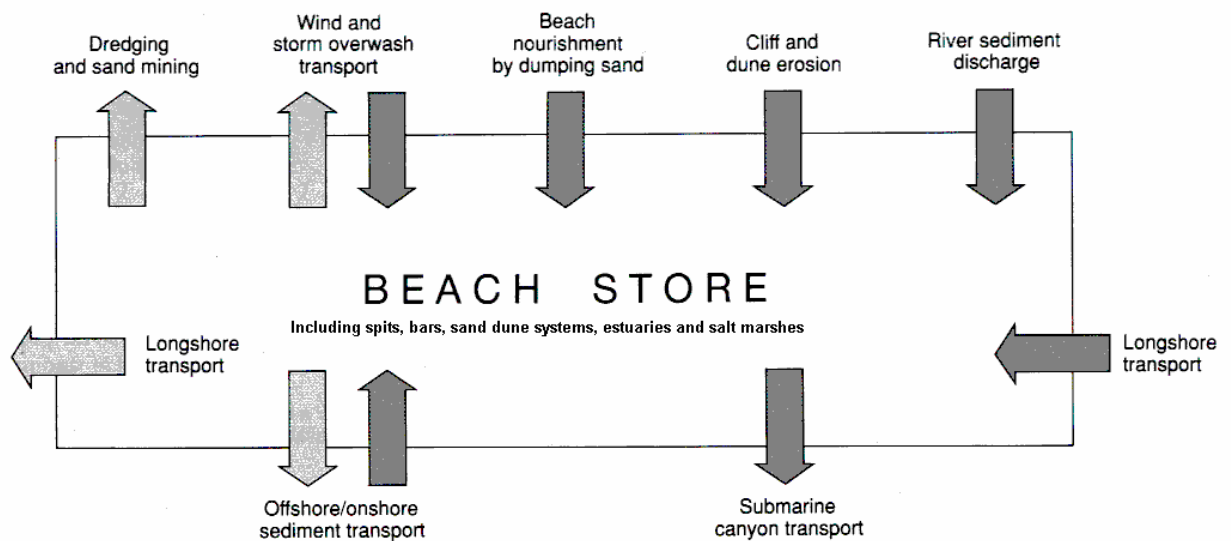 Dredging
and sand mining
Wind and
storm overwash
transport
Beach
nourishment
by dumping sand
Cliff and
dune erosion
River sediment
discharge
BEACH STORE
Including spits, bars, sand dune systems, estuaries and salt marshes
Longshore
transport
Longshore
transport
Offshore/onshore
sediment transport
Submarine
canyon transport